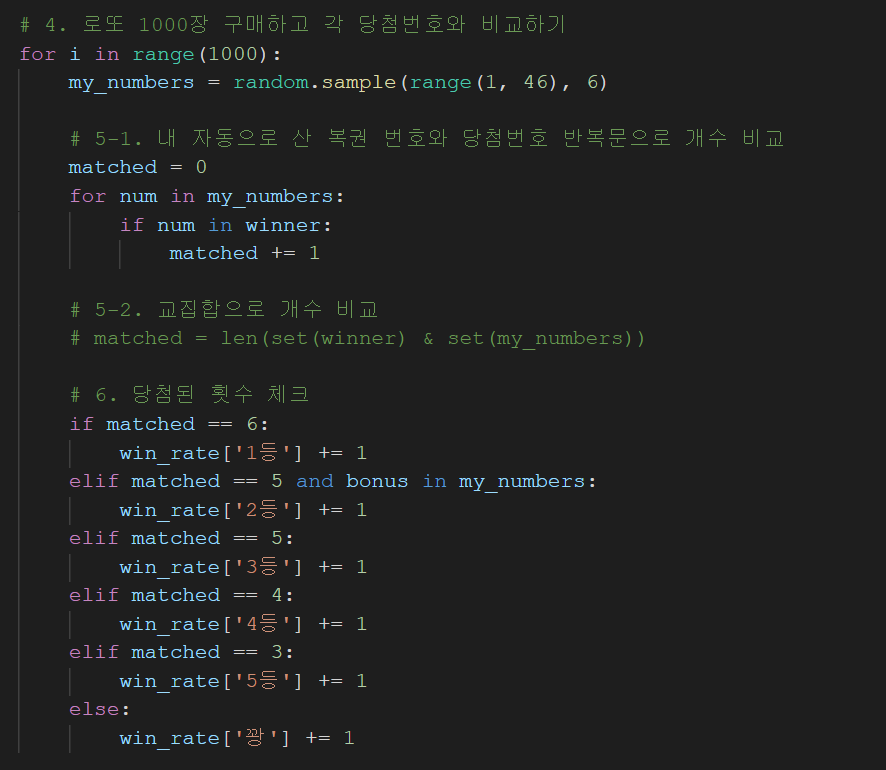 # 4. 로또 1000장 구매하고 각 당첨번호와 비교하기
for i in range(1000):
    my_numbers = random.sample(range(1, 46), 6)
    # 5-1. 내 자동으로 산 복권 번호와 당첨번호 반복문으로 개수 비교
    matched = 0
    for num in my_numbers:
        if num in winner:
            matched += 1
    # 5-2. 교집합으로 개수 비교
    # matched = len(set(winner) & set(my_numbers))
    # 6. 당첨된 횟수 체크
    if matched == 6:
        win_rate['1등'] += 1
    elif matched == 5 and bonus in my_numbers:
        win_rate['2등'] += 1
    elif matched == 5:
        win_rate['3등'] += 1
    elif matched == 4:
        win_rate['4등'] += 1
    elif matched == 3:
        win_rate['5등'] += 1
    else:
        win_rate['꽝'] += 1